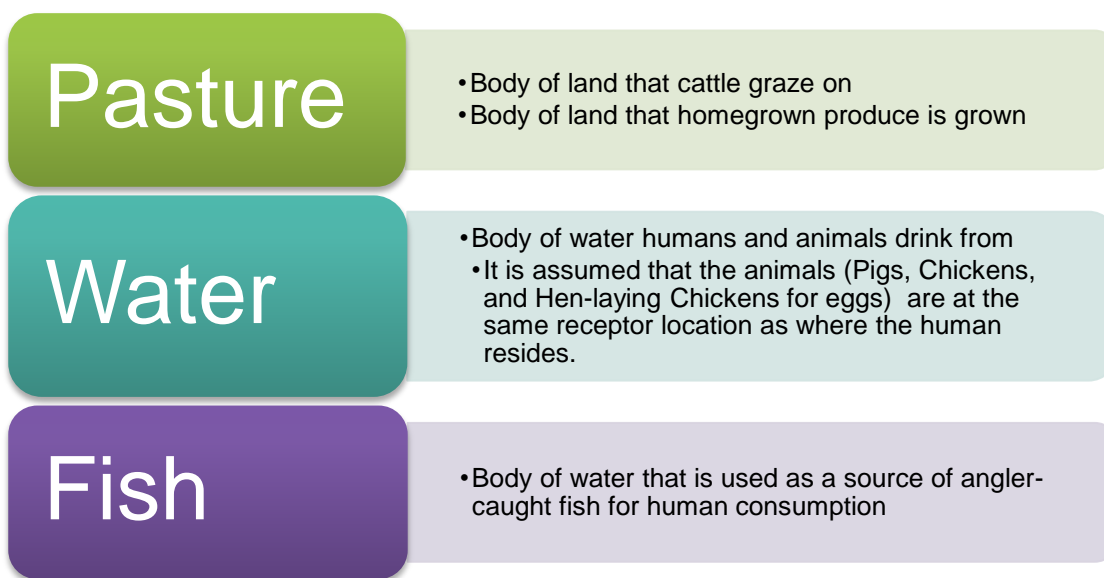 Pasture
•Body of land that cattle graze on
•Body of land that homegrown produce is grown
Water
•Body of water humans and animals drink from
•It is assumed that the animals (Pigs, Chickens,
and Hen-laying Chickens for eggs)  are at the
same receptor location as where the human
resides.
Fish
•Body of water that is used as a source of angler-
caught fish for human consumption